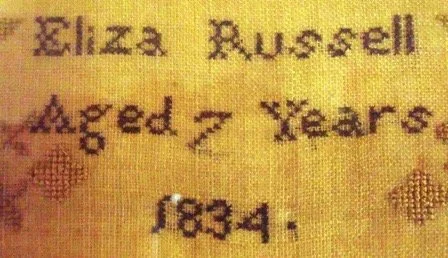 Eliza Russell
Aged 7 Years
1834.